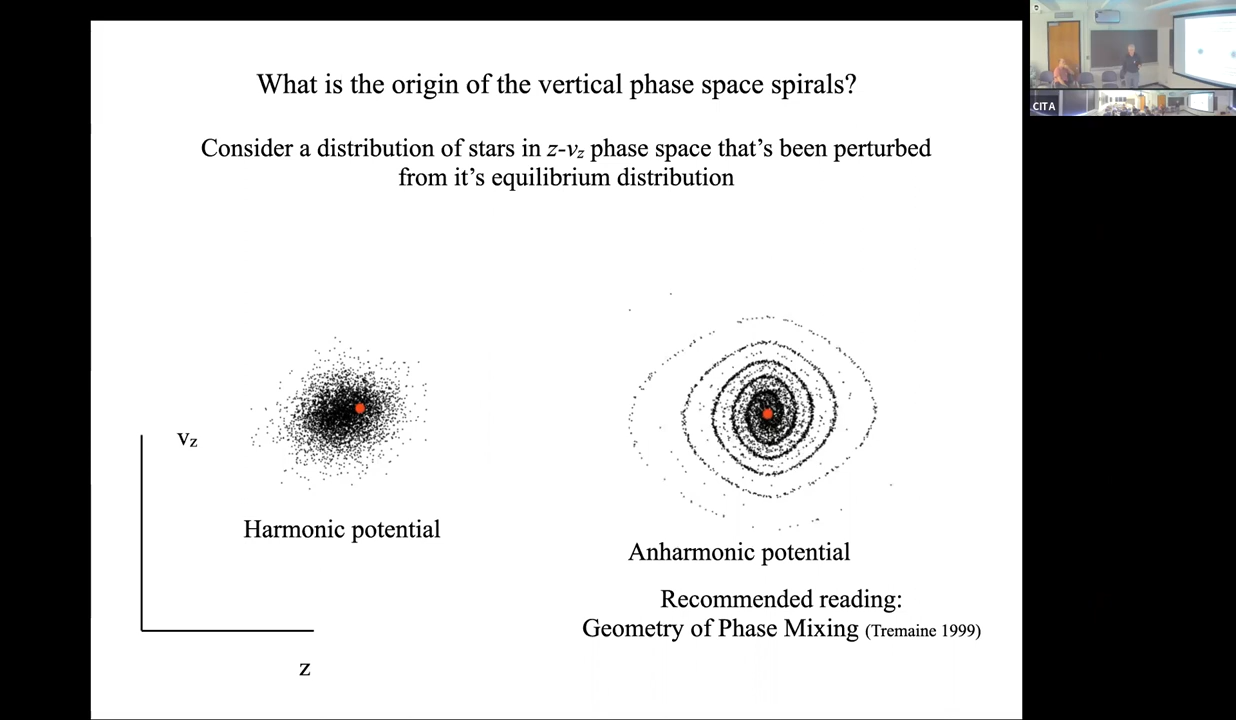 What is the origin of the vertical phase space spirals?
Consider a distribution of stars in z-vz phase space that's been perturbed
from it's equilibrium distribution
vz
Harmonic potential
z
Anharmonic potential
Recommended reading:
Geometry of Phase Mixing (Tremaine 1999)
CITA